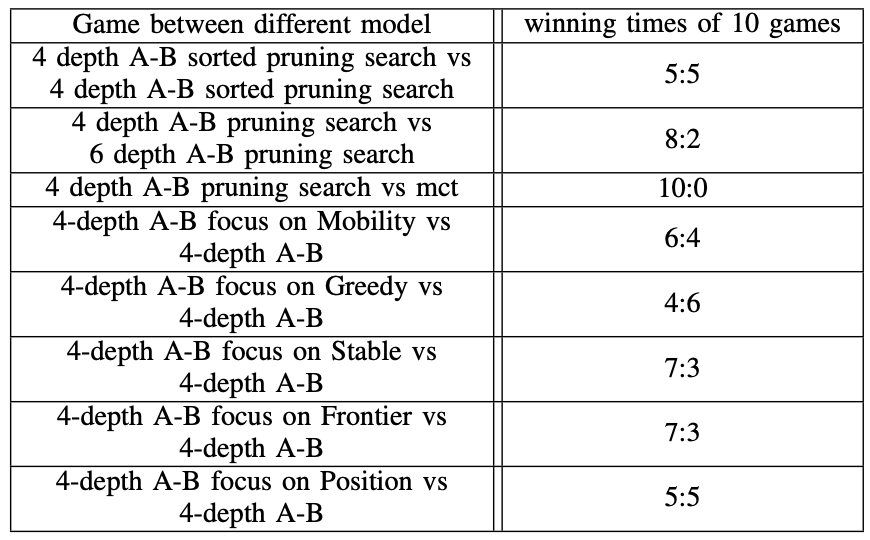 Game between different model
winning times of 10 games
4 depth A-B sorted pruning search vs
4 depth A-B sorted pruning search
5:5
4 depth A-B pruning search vs
6 depth A-B pruning search
8:2
4 depth A-B pruning search vs mct
10:0
4-depth A-B focus on Mobility vs
4-depth A-B
6:4
4-depth A-B focus on Greedy vs
4-depth A-B
4:6
4-depth A-B focus on Stable vs
4-depth A-B
7:3
4-depth A-B focus on Frontier vs
4-depth A-B
7:3
4-depth A-B focus on Position vs
4-depth A-B
5:5